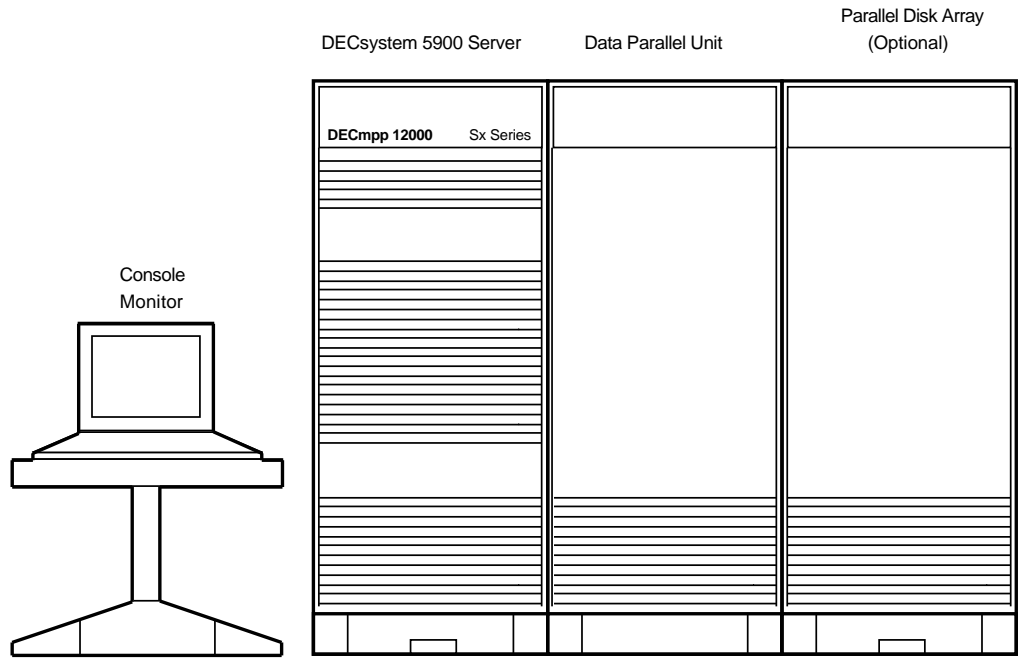 Parallel Disk Array
DECsystem 5900 Server Data Parallel Unit (Optional)
DECmpp 12000 Sx Series
Console
Monitor